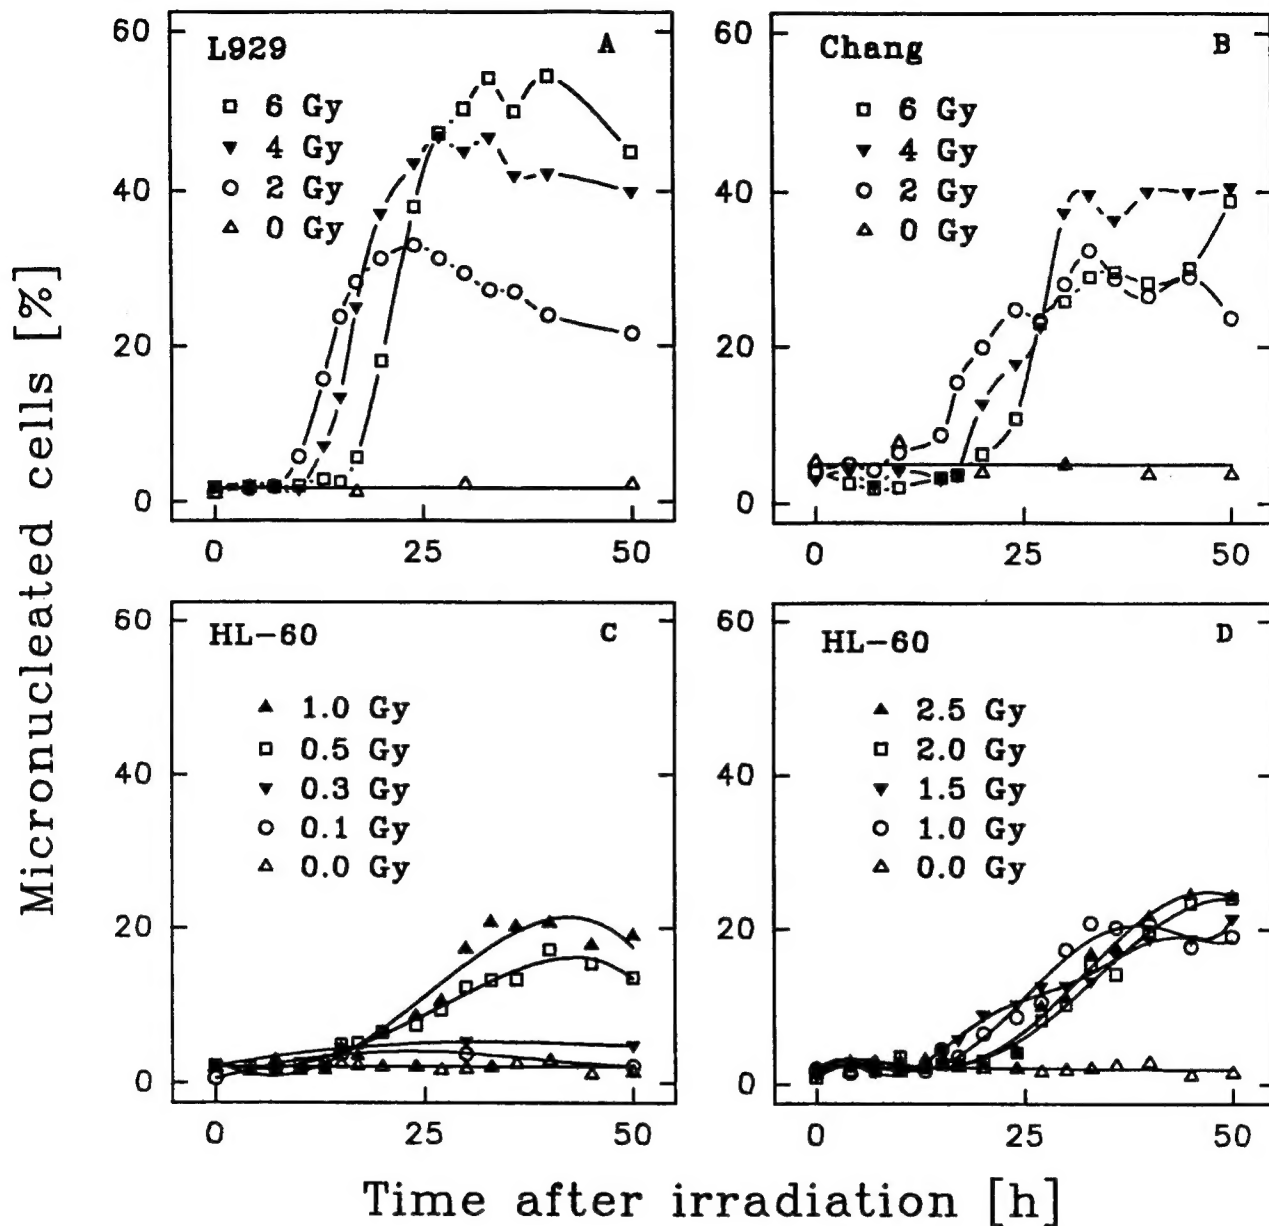 Micronucleated cells [%]
L929 A
6 Gy
4 Gy
2 Gy
0 Gy
60
40
20
0
0 25 50
Chang B
6 Gy
4 Gy
2 Gy
0 Gy
60
40
20
0
0 25 50
HL-60 C
1.0 Gy
0.5 Gy
0.3 Gy
0.1 Gy
0.0 Gy
60
40
20
0
0 25 50
HL-60 D
2.5 Gy
2.0 Gy
1.5 Gy
1.0 Gy
0.0 Gy
60
40
20
0
0 25 50
Time after irradiation [h]